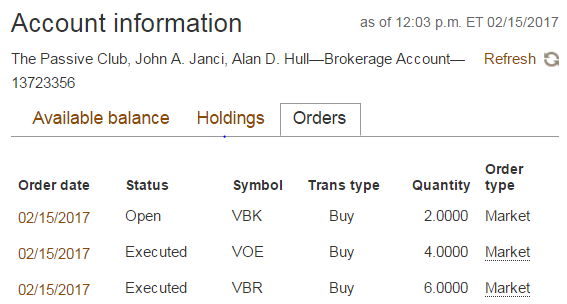 Account information
as of 12:03 p.m. ET 02/15/2017
The Passive Club, John A. Janci, Alan D. Hull—Brokerage Account—
13723356
Refresh
Available balance Holdings Orders
Order date Status Symbol Trans type Quantity Order type
02/15/2017 Open VBK Buy 2.0000 Market
02/15/2017 Executed VOE Buy 4.0000 Market
02/15/2017 Executed VBR Buy 6.0000 Market